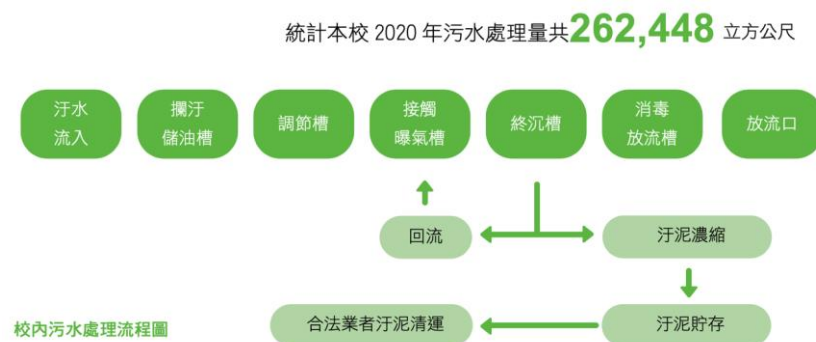 統計本校 2020 年污水處理量共262,448 立方公尺
汙水
流入
攔汙
儲油槽
調節槽
接觸
曝氣槽
終沉槽
消毒
放流槽
放流口
回流
汙泥濃縮
合法業者汙泥清運
汙泥貯存
校內污水處理流程圖